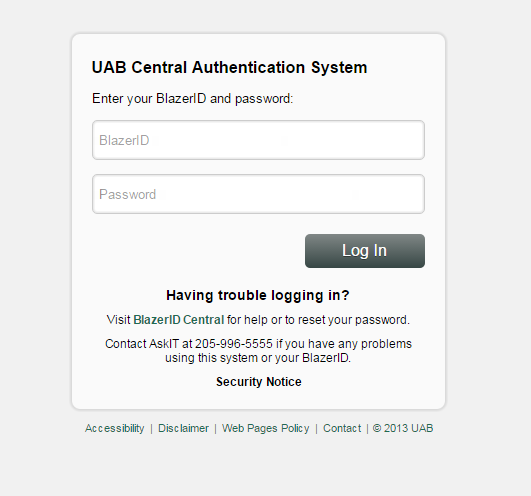 UAB Central Authentication System
Enter your BlazerID and password:
BlazerID
Password
Log In
Having trouble logging in?
Visit BlazerID Central for help or to reset your password.
Contact AskIT at 205-996-5555 if you have any problems
using this system or your BlazerID.
Security Notice
Accessibility | Disclaimer | Web Pages Policy | Contact | © 2013 UAB